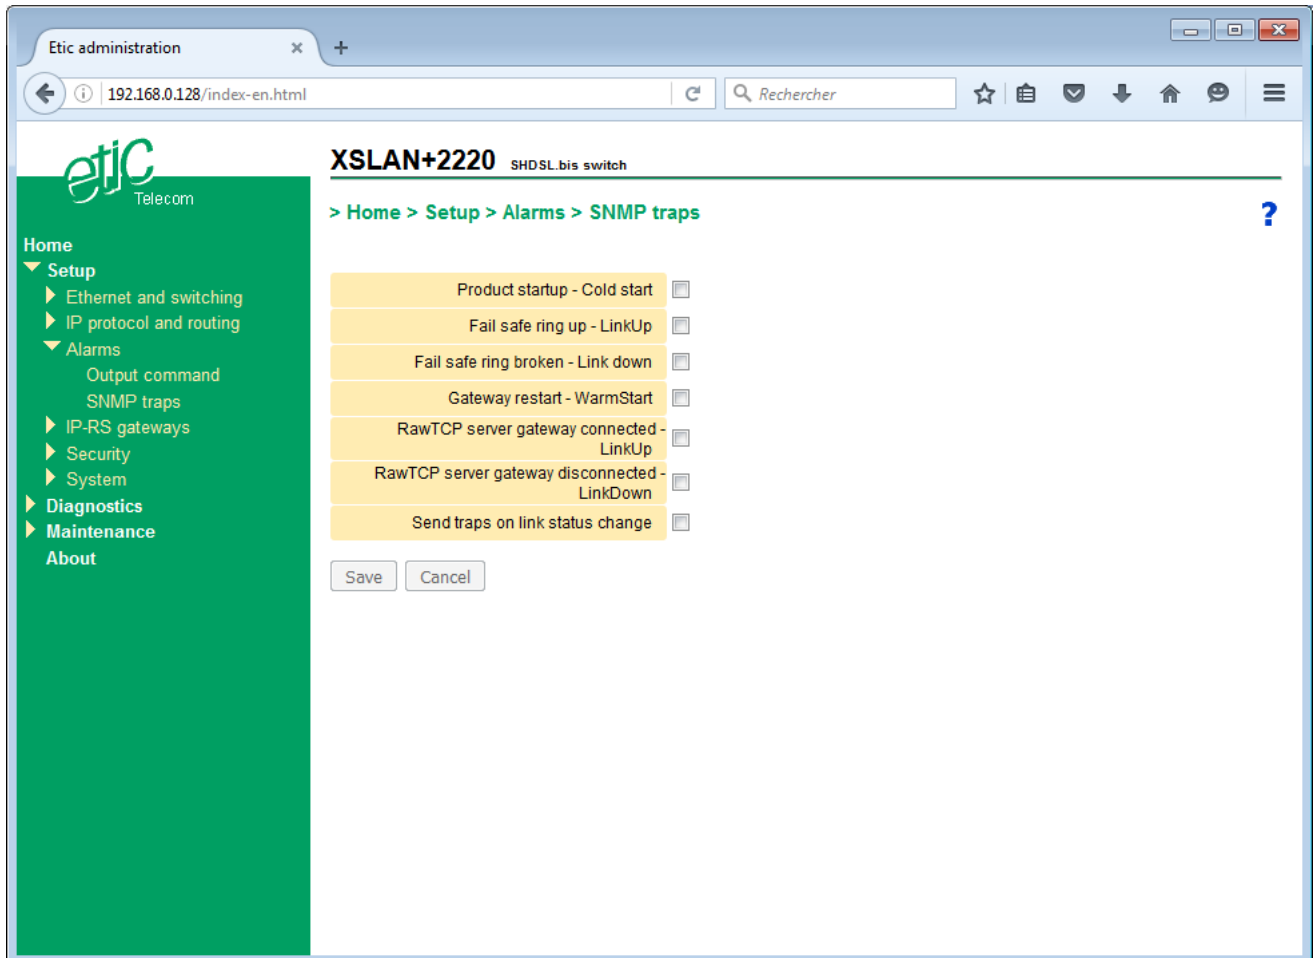 Etic administration
192.168.0.128/index-en.html
Rechercher
etic
Telecom
XSLAN+2220 SHDSL.bis switch
> Home > Setup > Alarms > SNMP traps
?
Home
Setup
Ethernet and switching
IP protocol and routing
Alarms
Output command
SNMP traps
IP-RS gateways
Security
System
Diagnostics
Maintenance
About
Product startup - Cold start
Fail safe ring up - LinkUp
Fail safe ring broken - Link down
Gateway restart - WarmStart
RawTCP server gateway connected -
LinkUp
RawTCP server gateway disconnected -
LinkDown
Send traps on link status change
Save Cancel